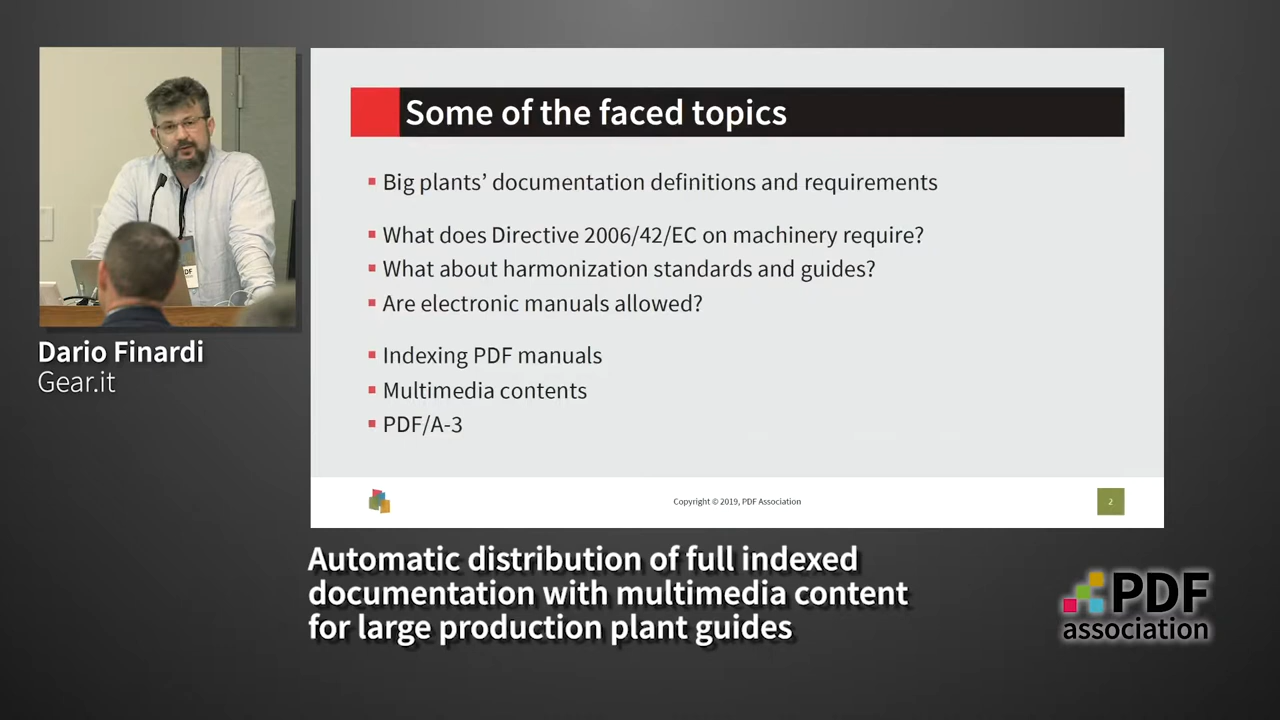 Some of the faced topics
Big plants’ documentation definitions and requirements
What does Directive 2006/42/EC on machinery require?
What about harmonization standards and guides?
Are electronic manuals allowed?
Indexing PDF manuals
Multimedia contents
PDF/A-3
Copyright © 2019, PDF Association
2
DF
Dario Finardi
Gear.it
Automatic distribution of full indexed
documentation with multimedia content
for large production plant guides
PDF
association